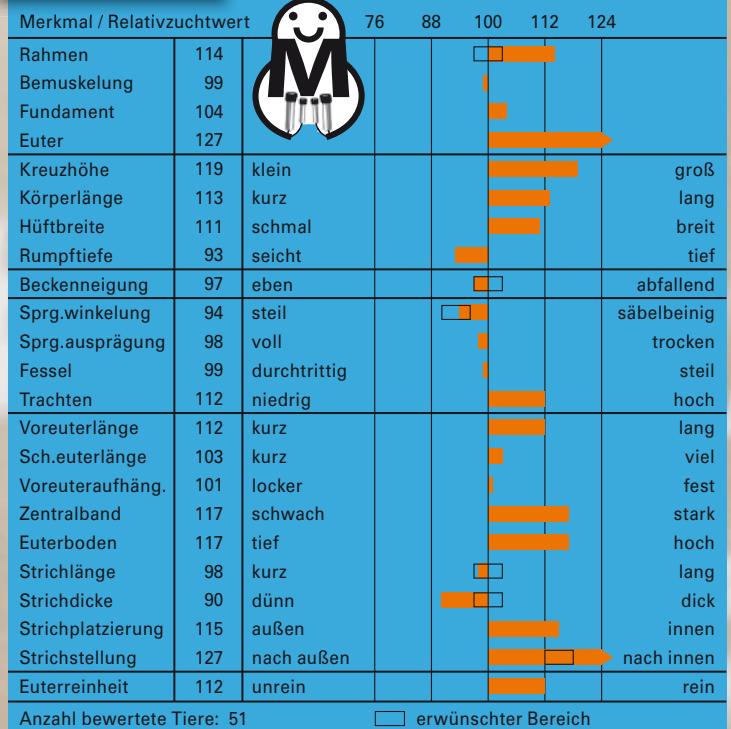 Merkmal / Relativzuchtwert 76 88 100 112 124
M
Rahmen 114
Bemuskelung 99
Fundament 104
Euter 127
Kreuzhöhe 119 klein groß
Körperlänge 113 kurz lang
Hüftbreite 111 schmal breit
Rumpftiefe 93 seicht tief
Beckenneigung 97 eben abfallend
Sprg.winkelung 94 steil säbelbeinig
Sprg.ausprägung 98 voll trocken
Fessel 99 durchtrittig steil
Trachten 112 niedrig hoch
Voreuterlänge 112 kurz lang
Sch.euterlänge 103 kurz viel
Voreuteraufhäng. 101 locker fest
Zentralband 117 schwach stark
Euterboden 117 tief hoch
Strichlänge 98 kurz lang
Strichdicke 90 dünn dick
Strichplatzierung 115 außen innen
Strichstellung 127 nach außen nach innen
Euterreinheit 112 unrein rein
Anzahl bewertete Tiere: 51 erwünschter Bereich